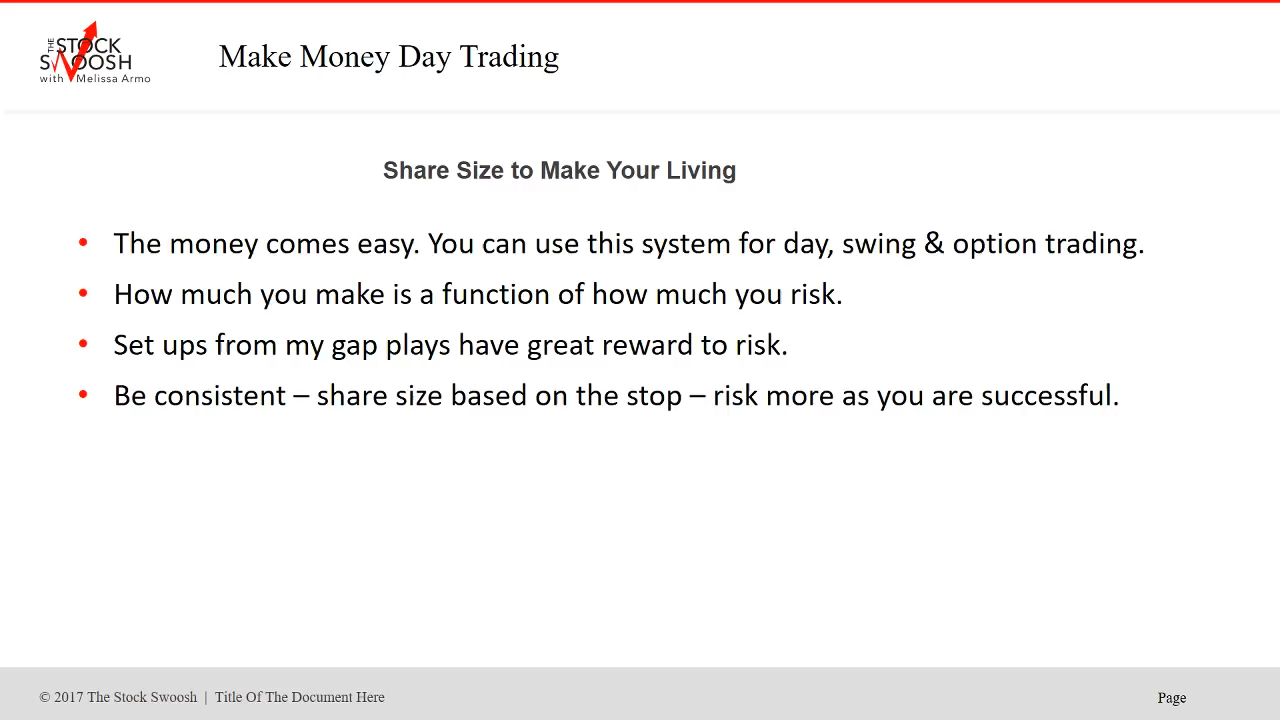 THE STOCK
SWOOSH
with Melissa Armo
Make Money Day Trading
Share Size to Make Your Living
• The money comes easy. You can use this system for day, swing & option trading.
• How much you make is a function of how much you risk.
• Set ups from my gap plays have great reward to risk.
• Be consistent – share size based on the stop – risk more as you are successful.
© 2017 The Stock Swoosh | Title Of The Document Here
Page